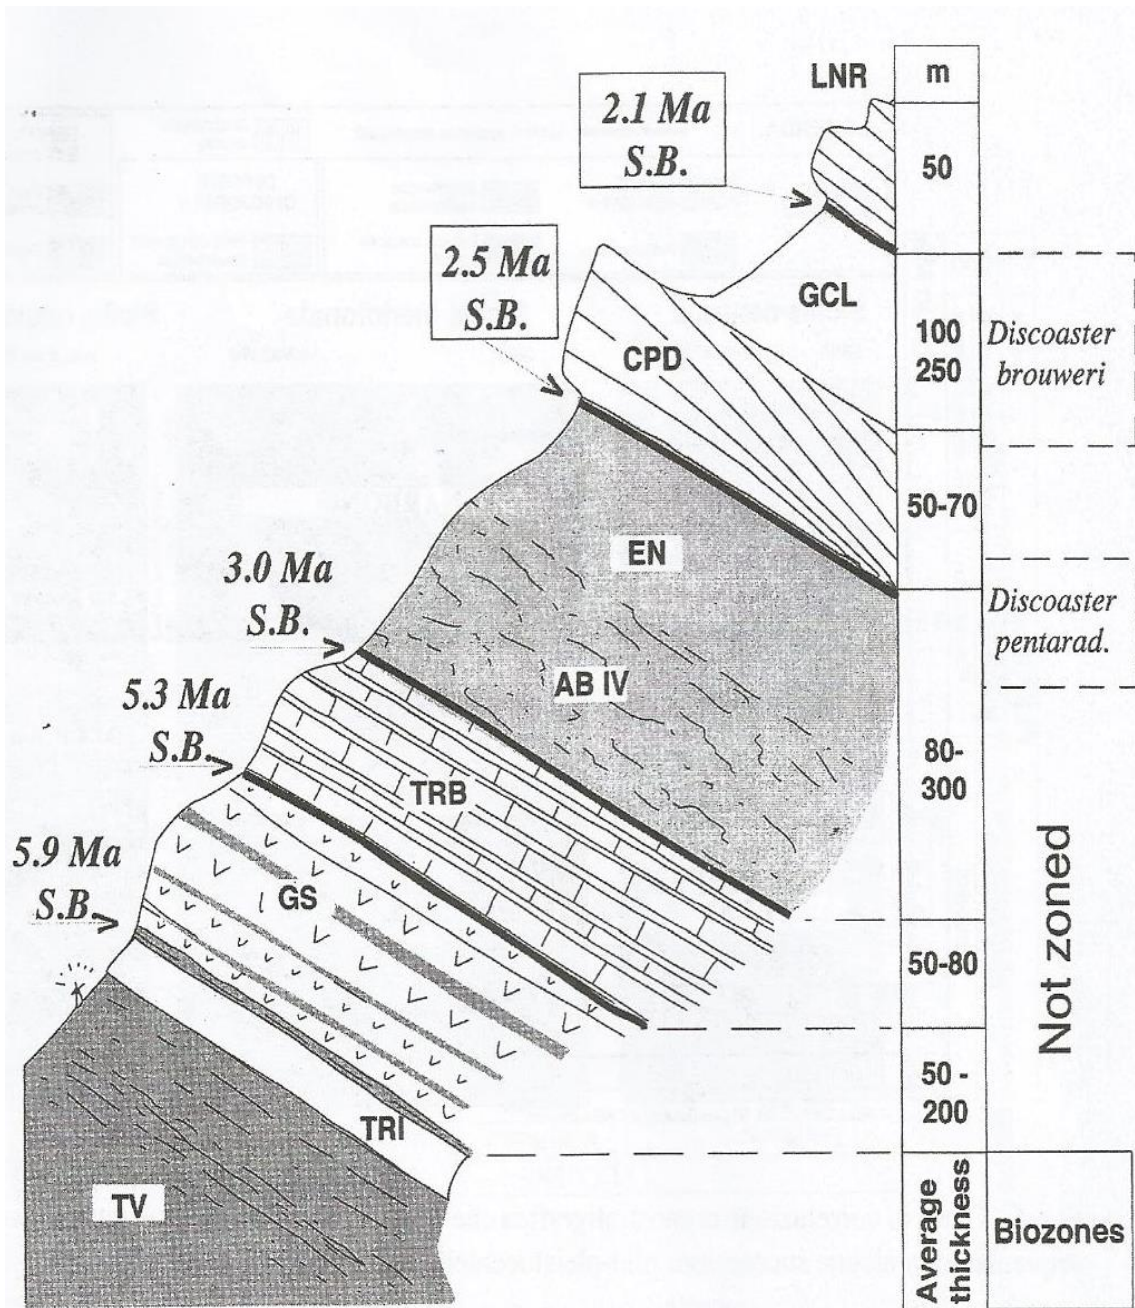 LNR
m
2.1 Ma
S.B.
50
2.5 Ma
S.B.
GCL
100
250
Discoaster
brouweri
CPD
50-70
EN
3.0 Ma
S.B.
Discoaster
pentarad.
AB IV
5.3 Ma
S.B.
80-
300
TRB
5.9 Ma
S.B.
GS
50-80
Not zoned
50 -
200
TRI
TV
Average
thickness
Biozones